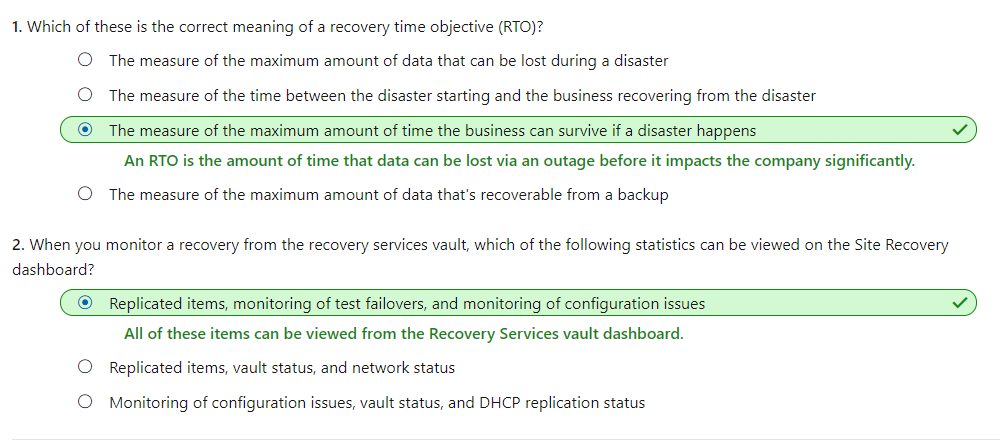 1. Which of these is the correct meaning of a recovery time objective (RTO)?
The measure of the maximum amount of data that can be lost during a disaster
The measure of the time between the disaster starting and the business recovering from the disaster
The measure of the maximum amount of time the business can survive if a disaster happens
An RTO is the amount of time that data can be lost via an outage before it impacts the company significantly.
The measure of the maximum amount of data that's recoverable from a backup
2. When you monitor a recovery from the recovery services vault, which of the following statistics can be viewed on the Site Recovery
dashboard?
Replicated items, monitoring of test failovers, and monitoring of configuration issues
All of these items can be viewed from the Recovery Services vault dashboard.
Replicated items, vault status, and network status
Monitoring of configuration issues, vault status, and DHCP replication status